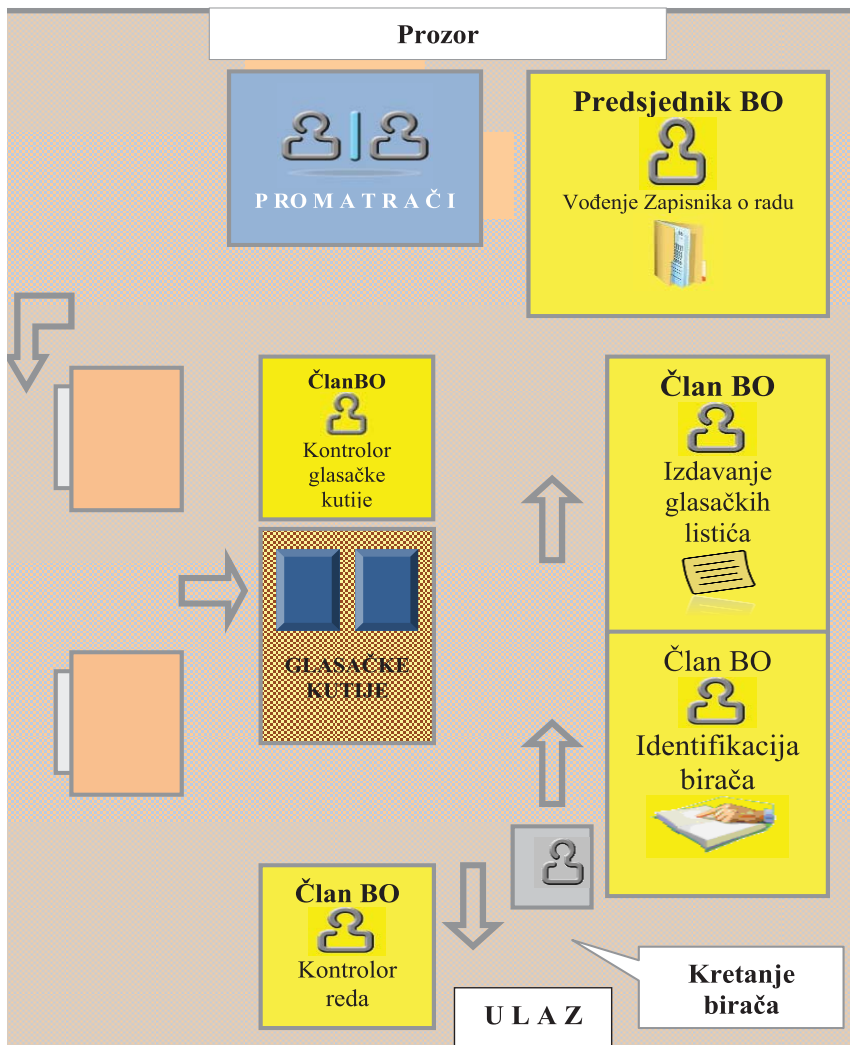 Prozor
P R O M A T R A Č I
Predsjednik BO
Vođenje Zapisnika o radu
ČlanBO
Kontrolor
glasačke
kutije
GLASAČKE
KUTIJE
Član BO
Izdavanje
glasačkih
listića
Član BO
Identifikacija
birača
Član BO
Kontrolor
reda
U L A Z
Kretanje
birača